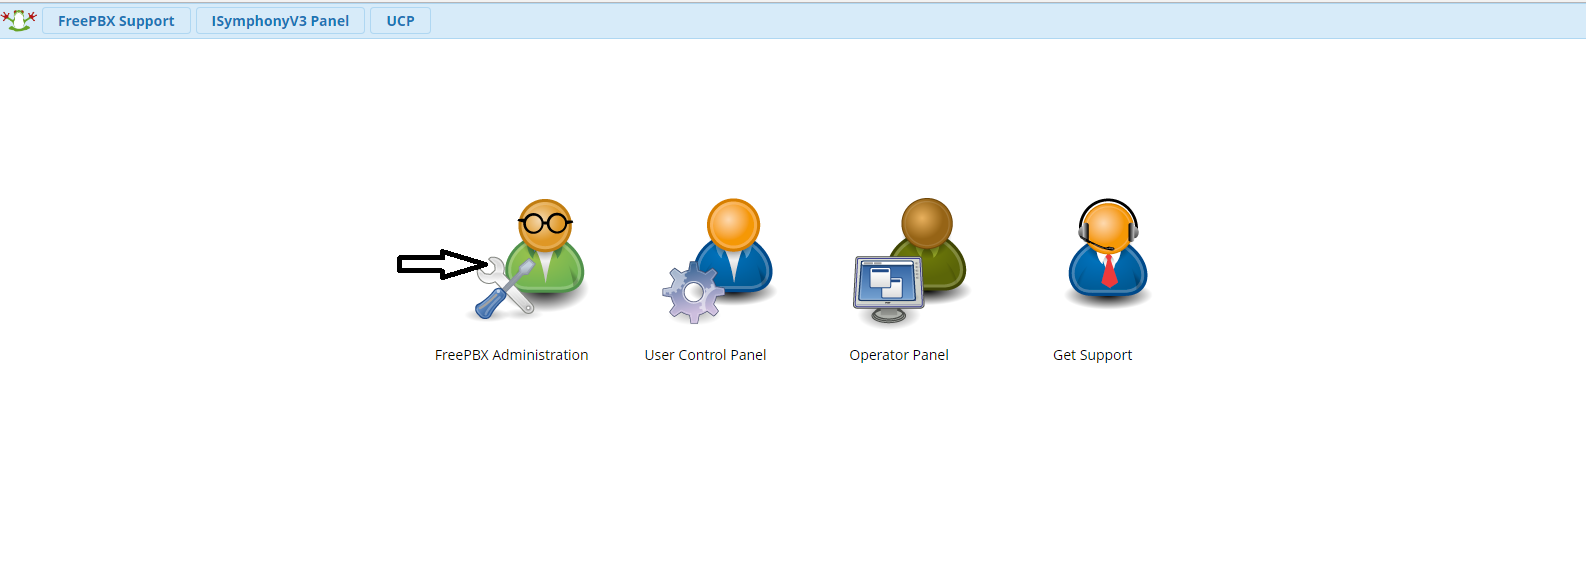 FreePBX Support ISymphonyV3 Panel UCP
FreePBX Administration User Control Panel Operator Panel Get Support